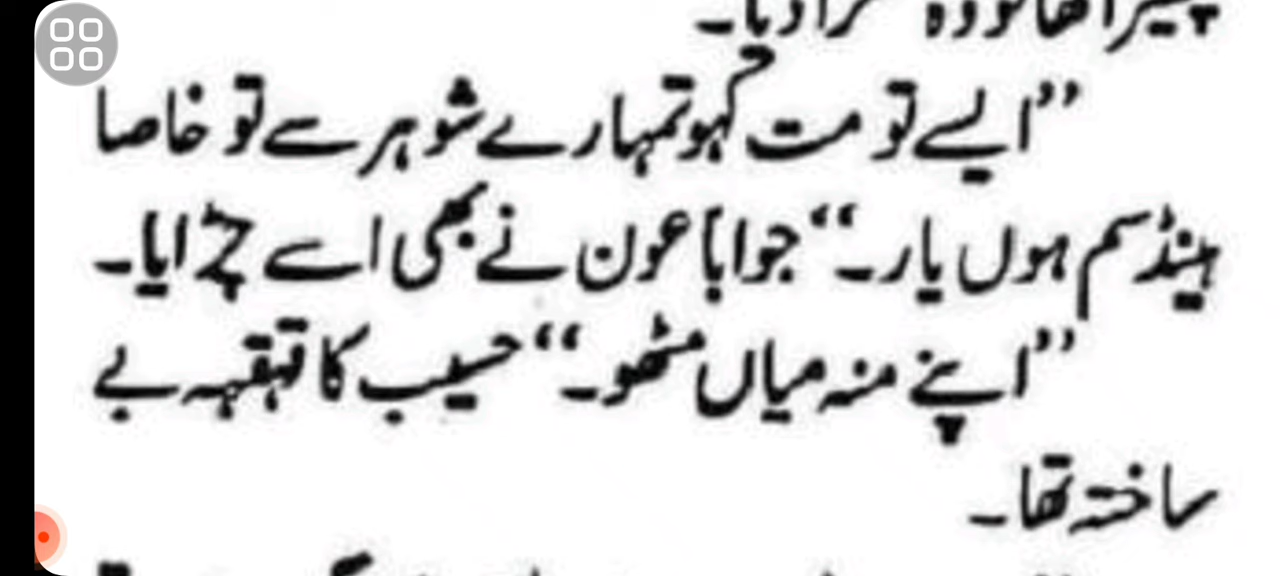 ”ایسے تو مت کہو تمہارے شوہر سے تو خاصا
ہینڈسم ہوں یار۔“ جواباً عون نے بھی اسے چڑایا۔
”اپنے منہ میاں مٹھو۔“ حسیب کا قہقہہ بے
ساختہ تھا۔